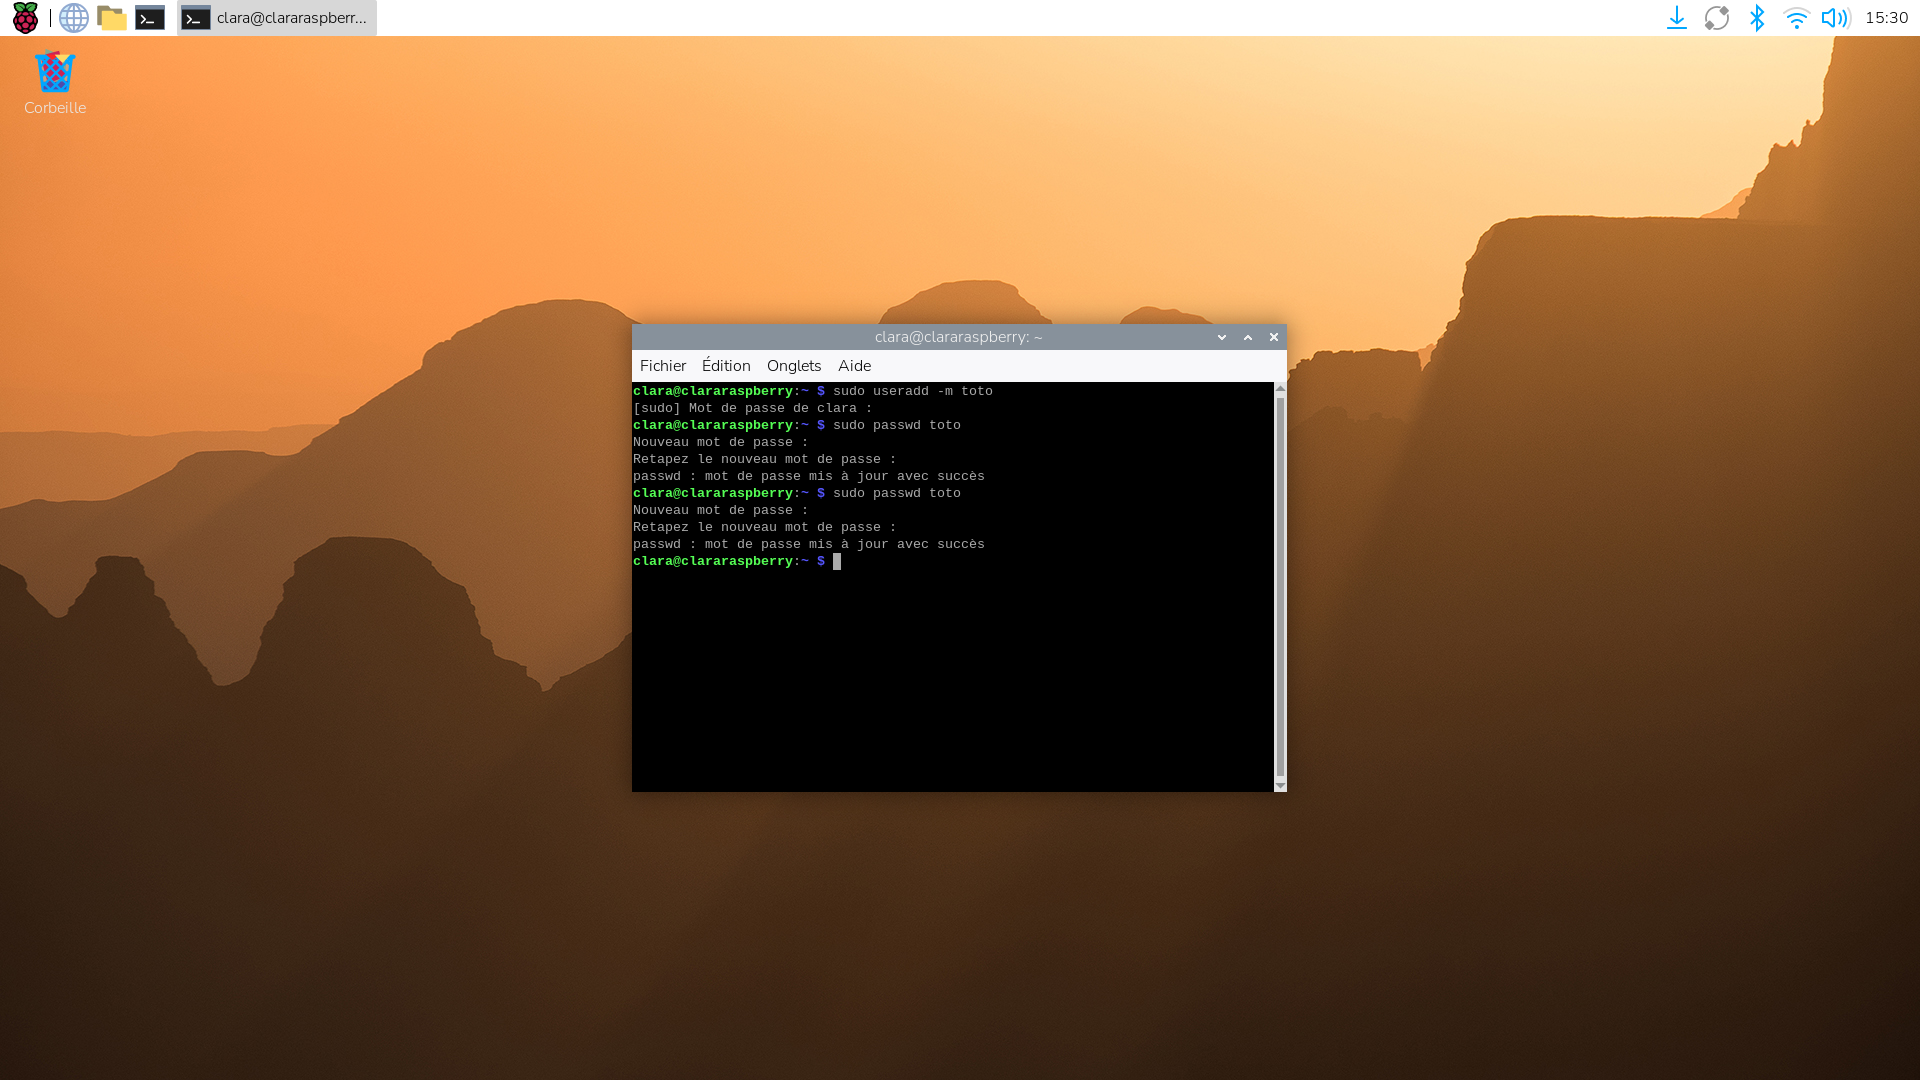 clara@clararaspberr...
15:30
Corbeille
clara@clararaspberry: ~
Fichier Édition Onglets Aide
clara@clararaspberry:~ $ sudo useradd -m toto
[sudo] Mot de passe de clara :
clara@clararaspberry:~ $ sudo passwd toto
Nouveau mot de passe :
Retapez le nouveau mot de passe :
passwd : mot de passe mis à jour avec succès
clara@clararaspberry:~ $ sudo passwd toto
Nouveau mot de passe :
Retapez le nouveau mot de passe :
passwd : mot de passe mis à jour avec succès
clara@clararaspberry:~ $